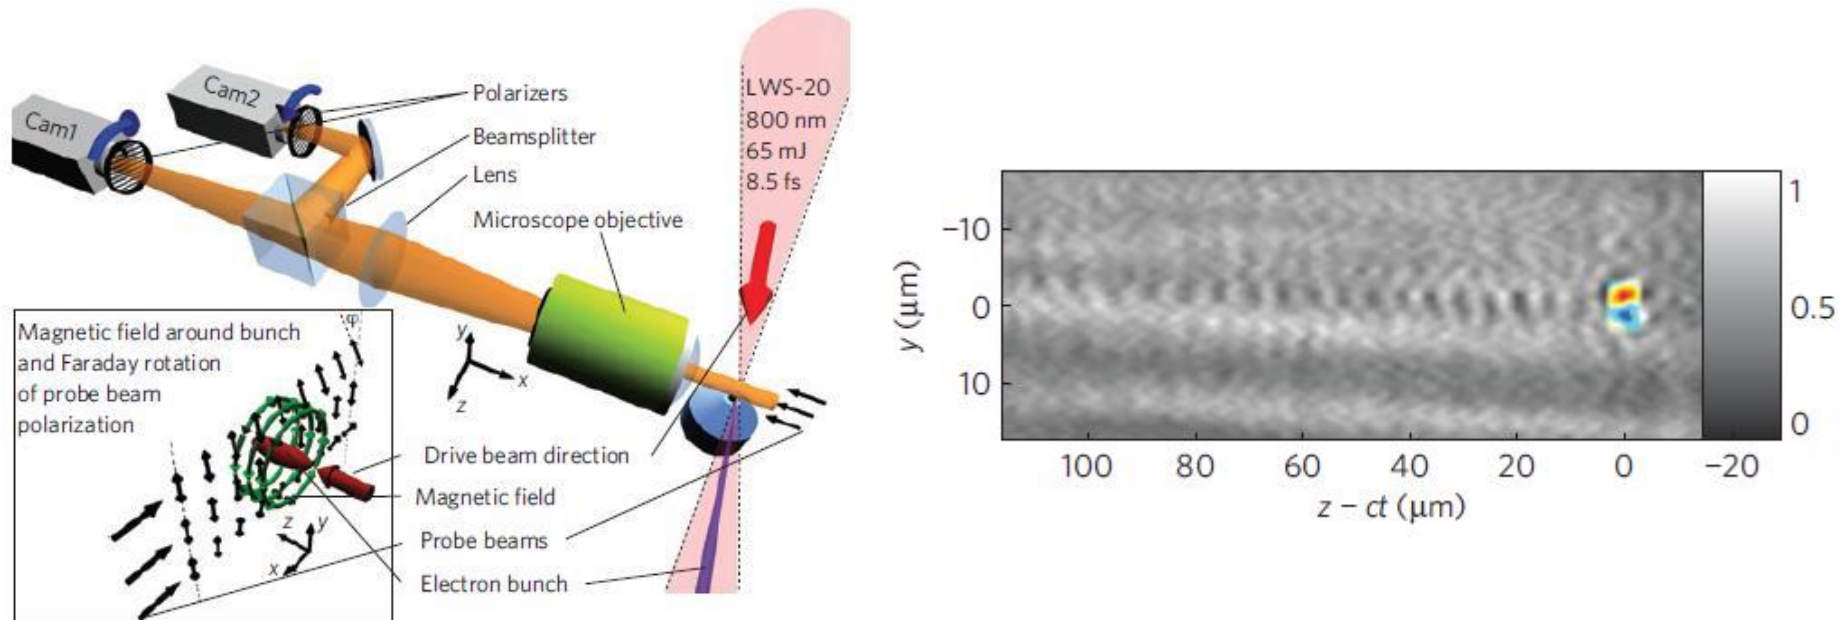 Cam1
Cam2
Polarizers
Beamsplitter
Lens
Microscope objective
LWS-20
800 nm
65 mJ
8.5 fs
y
x
z
Magnetic field around bunch
and Faraday rotation
of probe beam
polarization
φ
z
y
x
Drive beam direction
Magnetic field
Probe beams
Electron bunch
y (μm)
−10
0
10
100
80
60
40
20
0
−20
z − ct (μm)
1
0.5
0